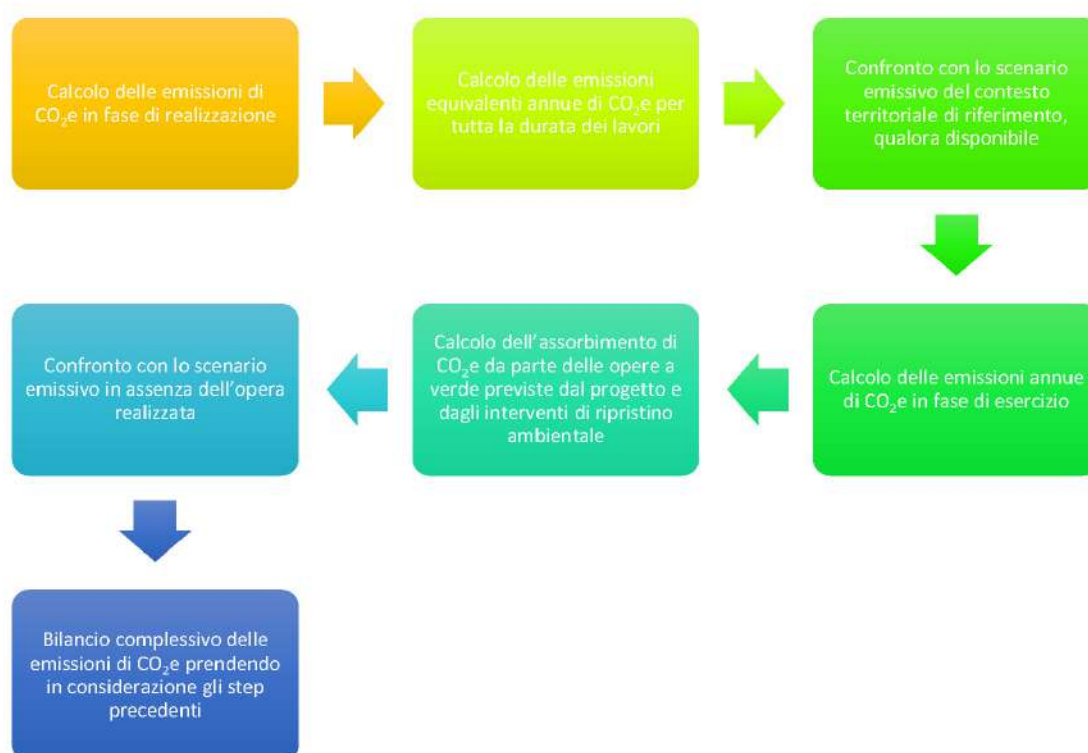 Calcolo delle emissioni di
CO₂e in fase di realizzazione
Calcolo delle emissioni
equivalenti annue di CO₂e per
tutta la durata dei lavori
Confronto con lo scenario
emissivo del contesto
territoriale di riferimento,
qualora disponibile
Calcolo delle emissioni annue
di CO₂e in fase di esercizio
Calcolo dell'assorbimento di
CO₂e da parte delle opere a
verde previste dal progetto e
dagli interventi di ripristino
ambientale
Confronto con lo scenario
emissivo in assenza dell'opera
realizzata
Bilancio complessivo delle
emissioni di CO₂e prendendo
in considerazione gli step
precedenti